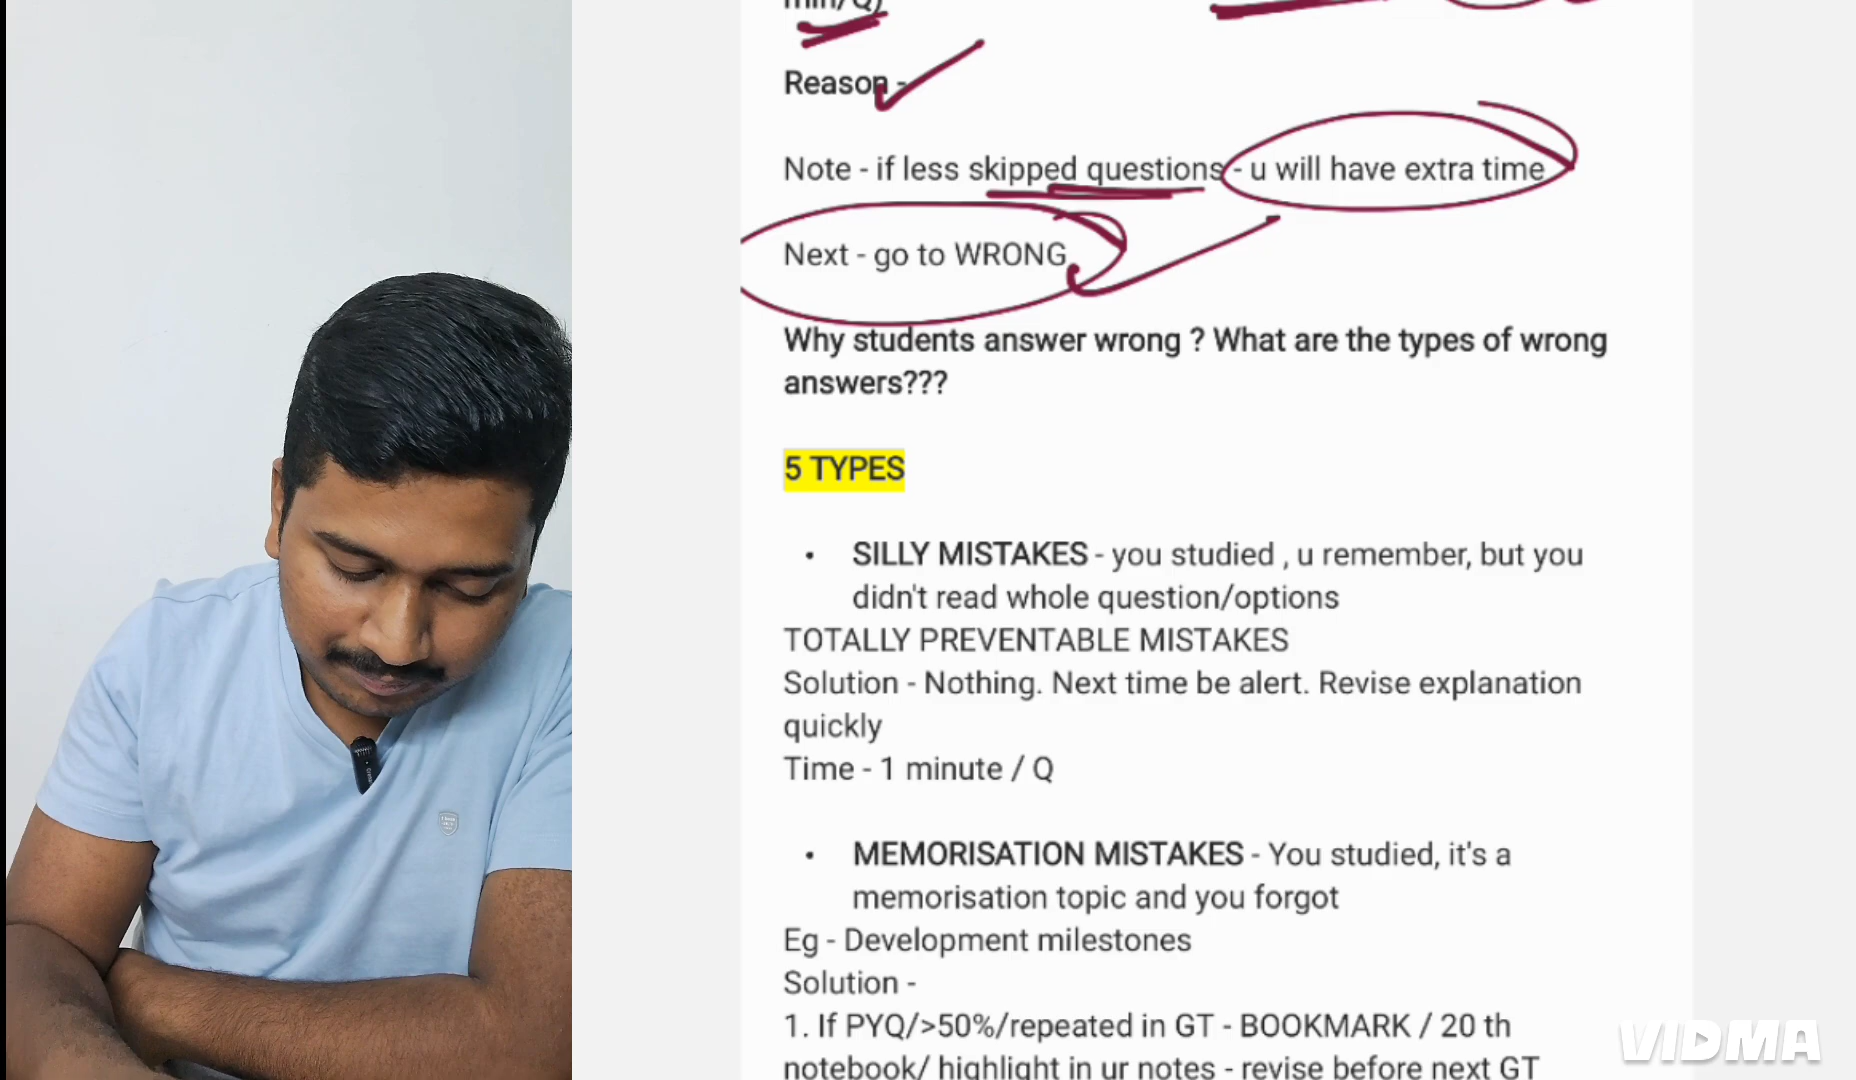 min/Q)
Reason -
Note - if less skipped questions - u will have extra time
Next - go to WRONG
Why students answer wrong ? What are the types of wrong
answers???
5 TYPES
• SILLY MISTAKES - you studied , u remember, but you
didn't read whole question/options
TOTALLY PREVENTABLE MISTAKES
Solution - Nothing. Next time be alert. Revise explanation
quickly
Time - 1 minute / Q
• MEMORISATION MISTAKES - You studied, it's a
memorisation topic and you forgot
Eg - Development milestones
Solution -
1. If PYQ/>50%/repeated in GT - BOOKMARK / 20 th
notebook/ highlight in ur notes - revise before next GT
VIDMA